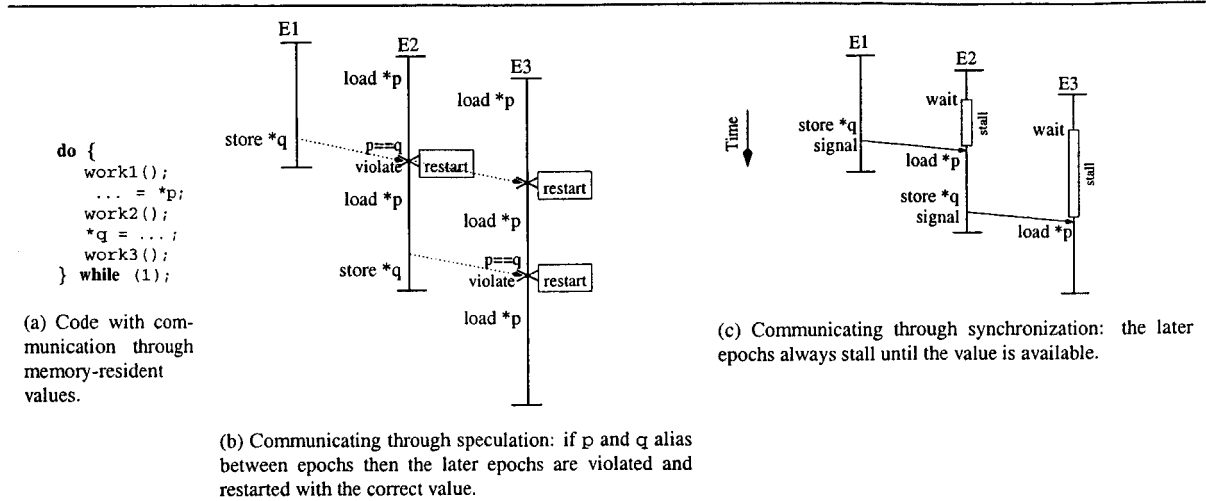 do {
work1();
... = *p;
work2();
*q = ... ;
work3();
} while (1);
(a) Code with com-
munication through
memory-resident
values.
E1
E2
E3
load *p
load *p
store *q
p==q
violate
restart
restart
load *p
load *p
store *q
p==q
violate
restart
load *p
(b) Communicating through speculation: if p and q alias
between epochs then the later epochs are violated and
restarted with the correct value.
Time
E1
E2
E3
wait
stall
wait
stall
store *q
signal
load *p
store *q
signal
load *p
(c) Communicating through synchronization: the later
epochs always stall until the value is available.